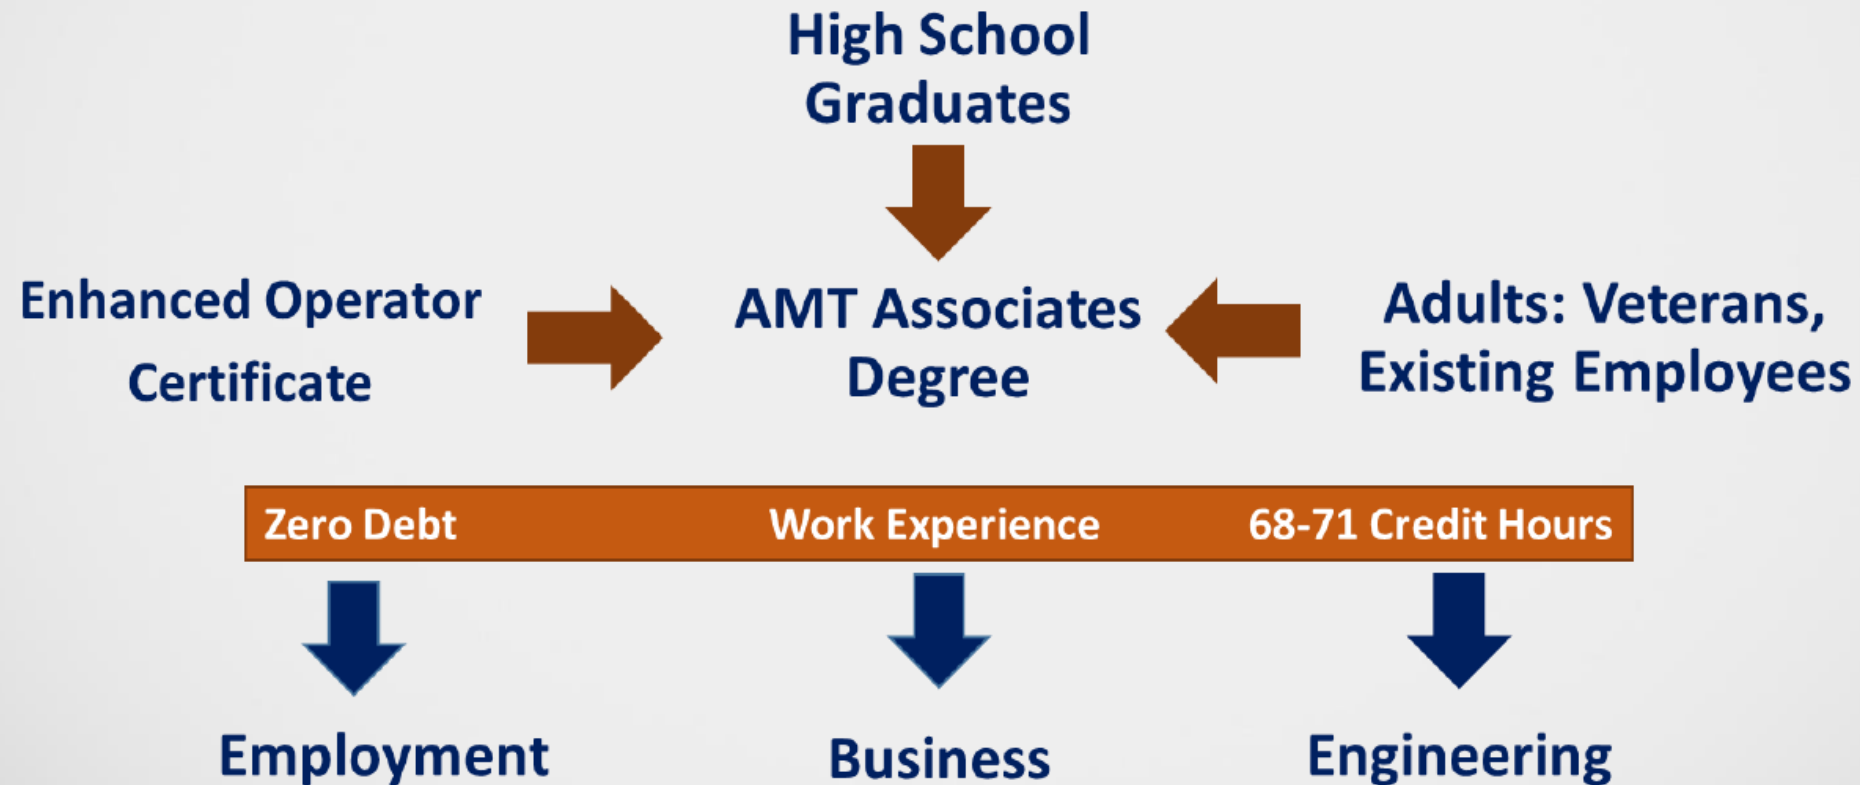 High School
Graduates
Enhanced Operator
Certificate
AMT Associates
Degree
Adults: Veterans,
Existing Employees
Zero Debt
Work Experience
68-71 Credit Hours
Employment
Business
Engineering